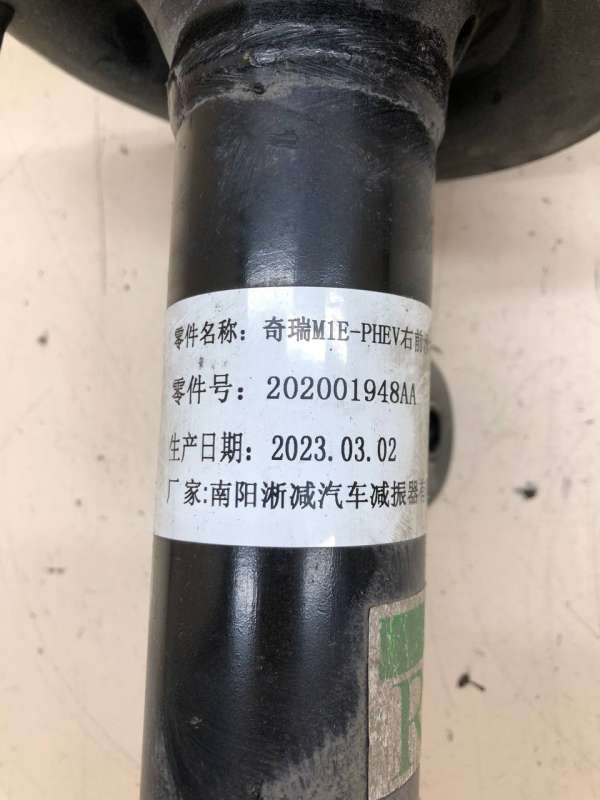 零件名称：奇瑞M1E-PHEV右前
零件号：202001948AA
生产日期：2023.03.02
厂家:南阳淅减汽车减振器有
R